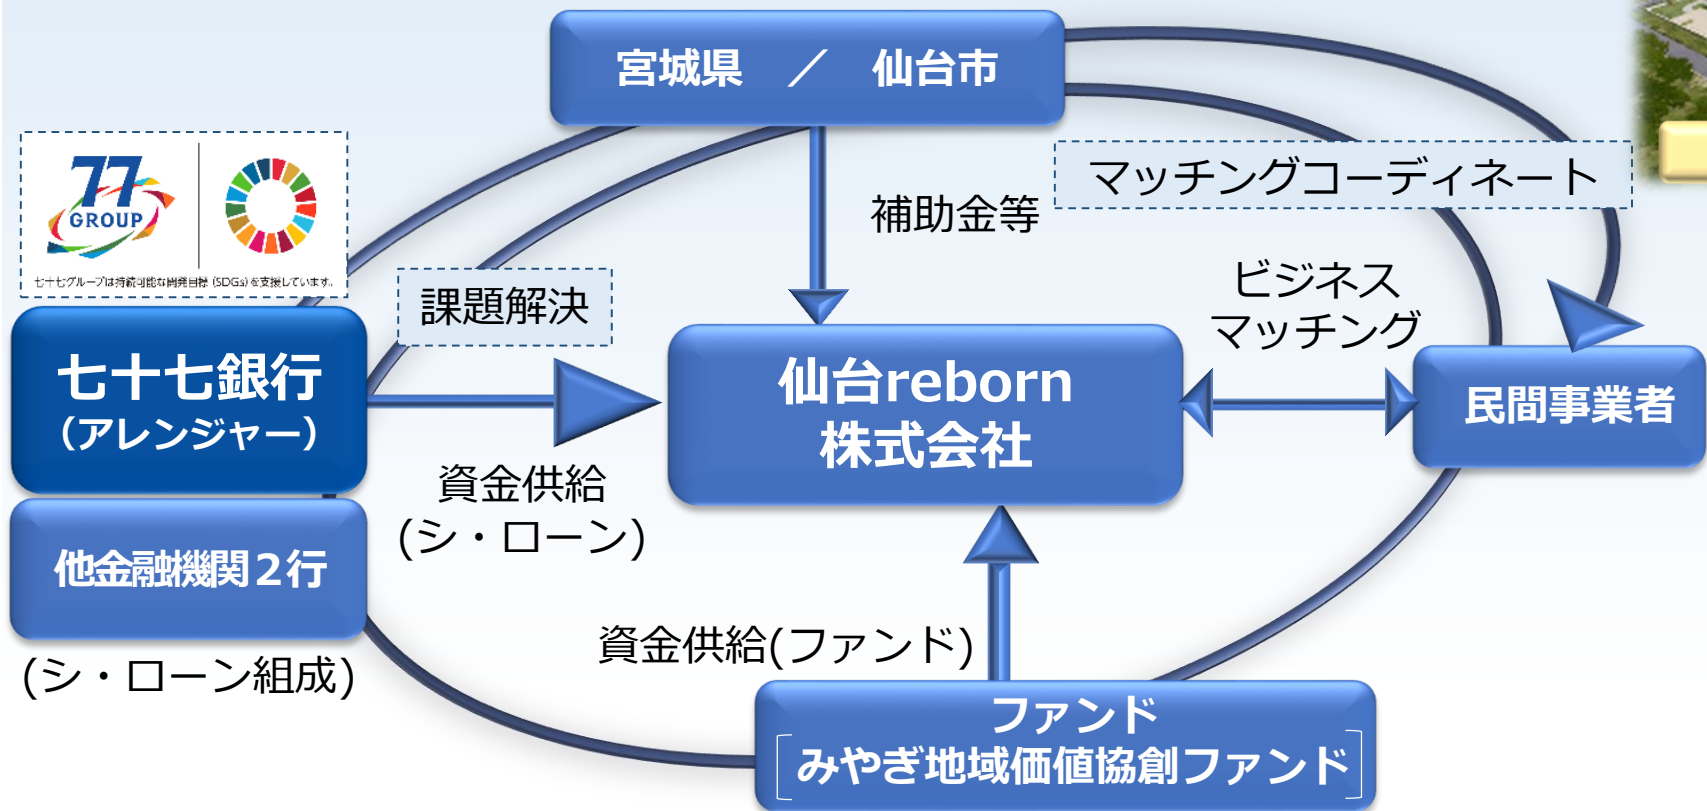 宮城県 ／ 仙台市
77
GROUP
七十七グループは持続可能な開発目標（SDGs）を支援しています。
マッチングコーディネート
補助金等
課題解決
ビジネス
マッチング
七十七銀行
（アレンジャー）
仙台reborn
株式会社
民間事業者
資金供給
(シ・ローン)
他金融機関２行
資金供給(ファンド)
(シ・ローン組成)
ファンド
みやぎ地域価値協創ファンド